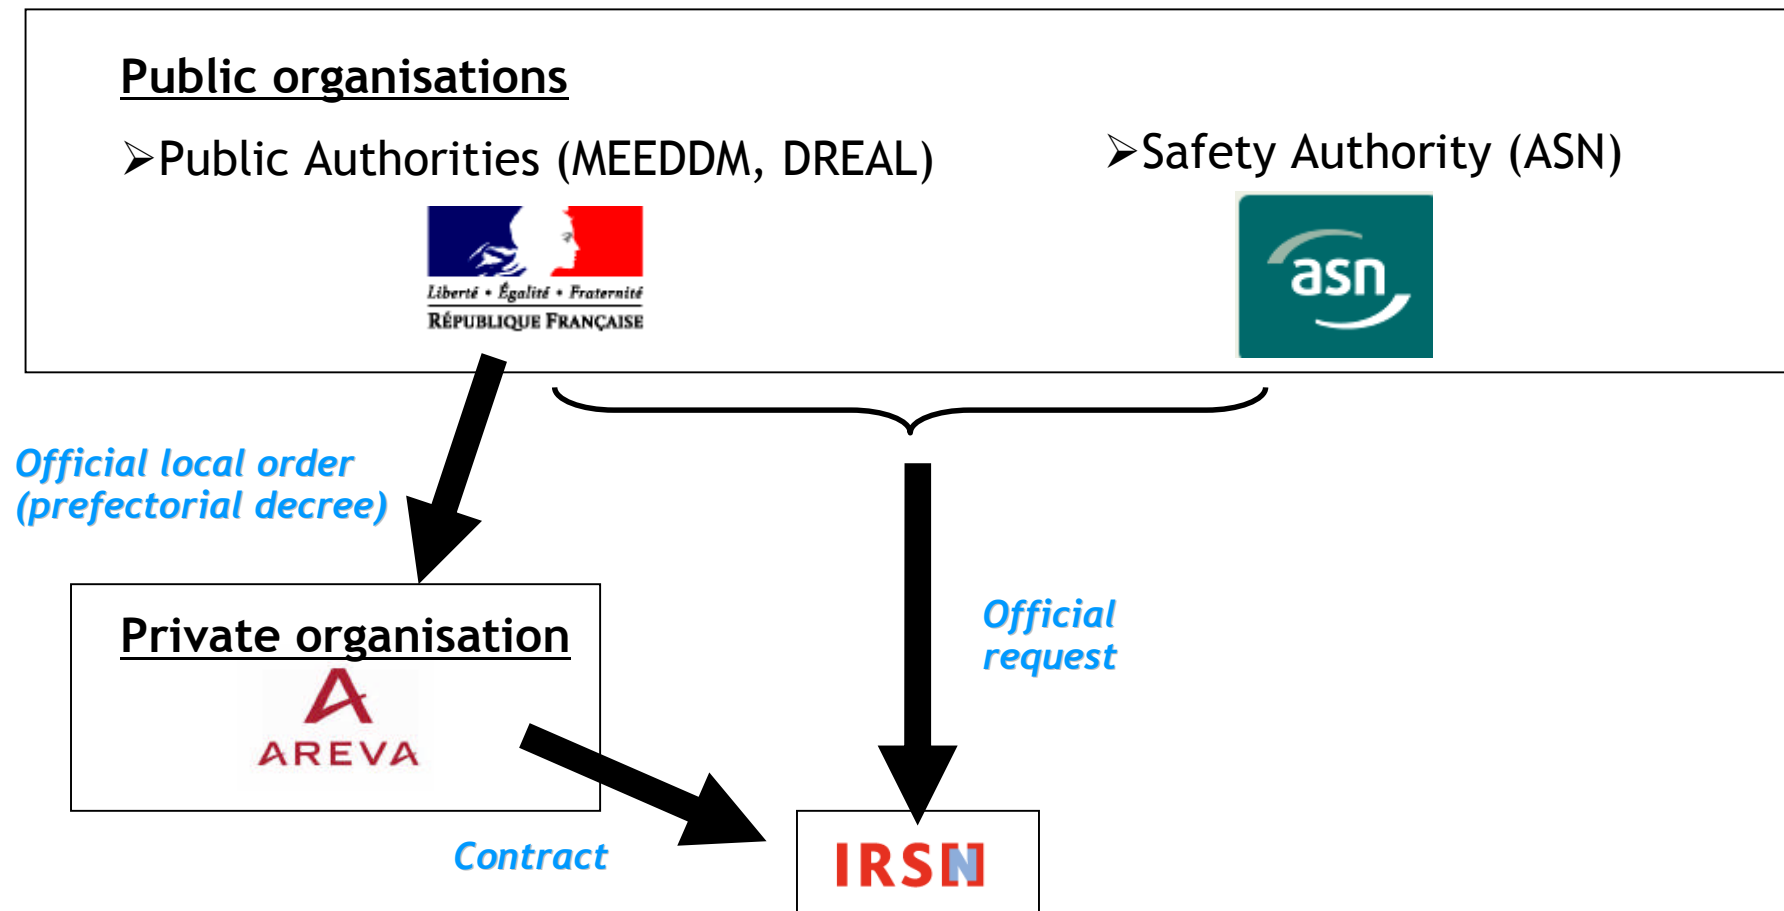 Public organisations
➢Public Authorities (MEEDDM, DREAL)
➢Safety Authority (ASN)
Liberté • Égalité • Fraternité
RÉPUBLIQUE FRANÇAISE
asn
Official local order
(prefectorial decree)
Private organisation
AREVA
Official
request
Contract
IRSN